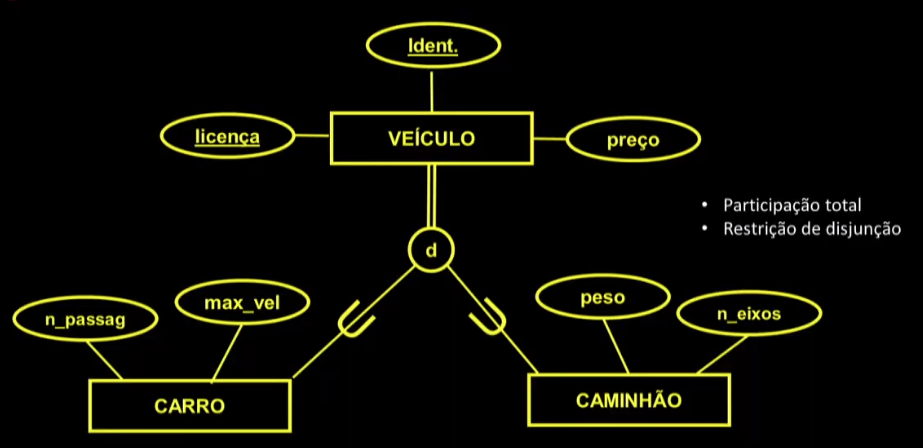 Ident.
licença
VEÍCULO
preço
• Participação total
• Restrição de disjunção
d
n_passag
max_vel
peso
n_eixos
CARRO
CAMINHÃO